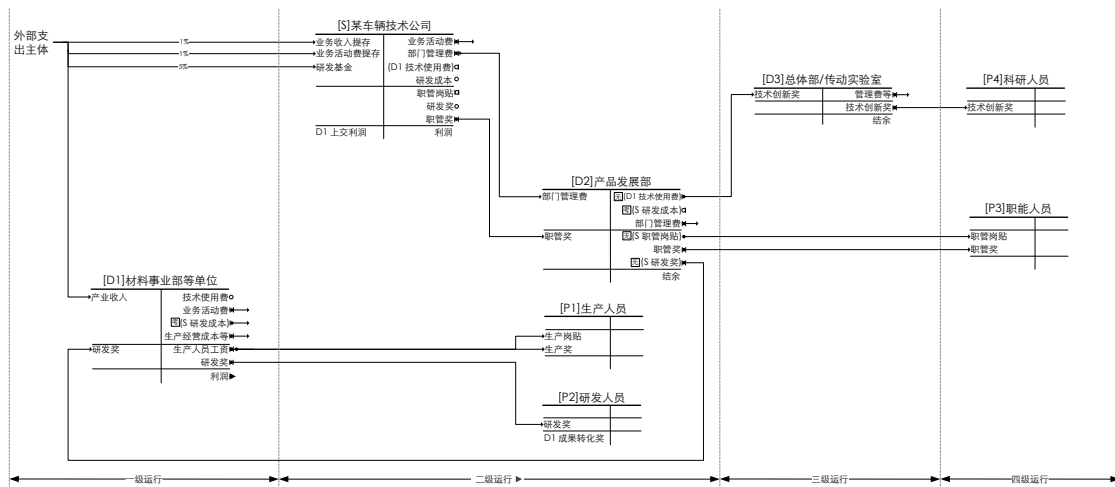 外部支
出主体
1%
1%
5%
[S]某车辆技术公司
业务收入提存
业务活动费
业务活动费提存
部门管理费
研发基金
(D1 技术使用费)
研发成本
职管岗贴
研发奖
职管奖
D1 上交利润
利润
[D3]总体部/传动实验室
技术创新奖
管理费等
技术创新奖
结余
[P4]科研人员
技术创新奖
[D2]产品发展部
部门管理费
无(D1 技术使用费)
(S 研发成本)
部门管理费
职管奖
无(S 职管岗贴)
职管奖
无(S 研发奖)
结余
[P3]职能人员
职管岗贴
职管奖
[D1]材料事业部等单位
产业收入
技术使用费
业务活动费
(S 研发成本)
生产经营成本等
研发奖
生产人员工资
研发奖
利润
[P1]生产人员
生产岗贴
生产奖
[P2]研发人员
研发奖
D1 成果转化奖
一级运行
二级运行
三级运行
四级运行